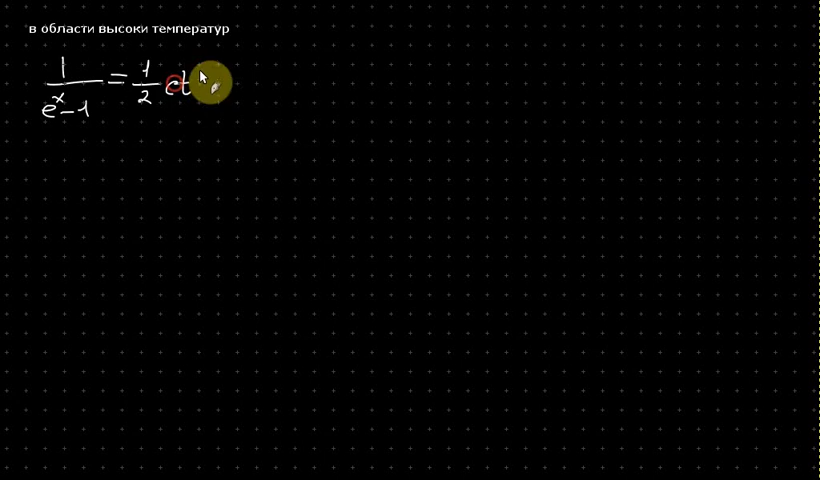 в области высоки температур
1/(e^x-1) = 1/2 ct